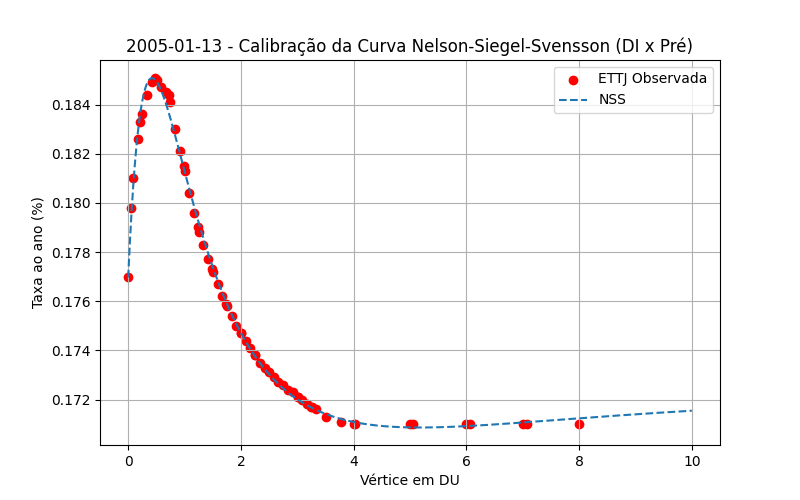 2005-01-13 - Calibração da Curva Nelson-Siegel-Svensson (DI x Pré)
ETTJ Observada
NSS
0.184
0.182
0.180
0.178
0.176
0.174
0.172
Taxa ao ano (%)
0 2 4 6 8 10
Vértice em DU